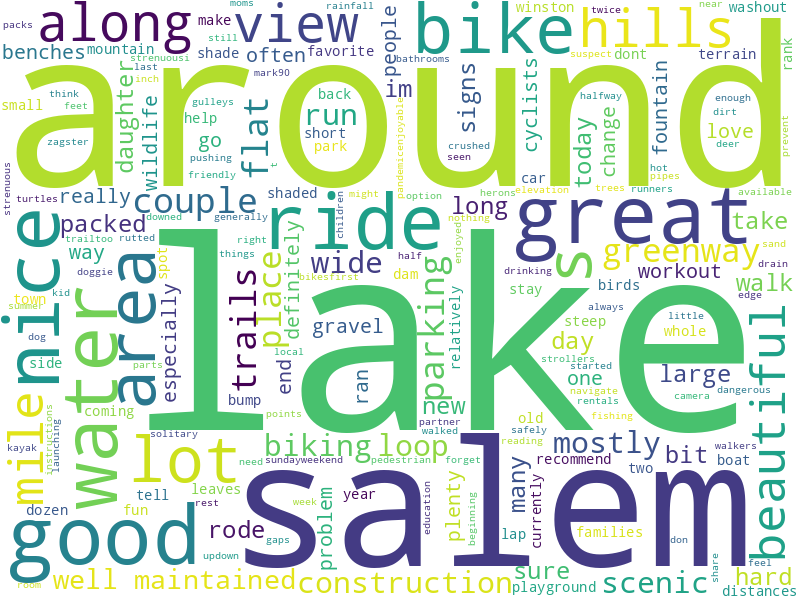 packs
along
moms
rainfall
make
view
still
twice
near
winston
washout
bike
hills
people
benches
mountain
shade
often
favorite
strenuousi
terrain
rank
around
last
inch
mark90
im
signs
cyclists
dont
suspect
bathrooms
think
small
feet
daughter
wildlife
gulleys
help
back
run
halfway
fountain
enough
love
dirt
deer
zagster
flat
go
pushing
short
park
friendly
t
crushed
seen
today
change
hot
pipes
runners
prevent
pandemicenjoyable
car
strenuous
turtles
really
shaded
children
might
option
herons
elevation
trees
available
downed
couple
long
great
packed
generally
ride
nothing
take
trailtoo
rutted
right
way
things
half
enjoyed
greenway
sand
nice
doggie
spot
place
definitely
wide
dam
drinking
workout
drain
kid
town
bikesfirst
s
stay
birds
walk
summer
area
especially
trails
local
gravel
parking
relatively
steep
always
little
edge
dog
water
lake
day
whole
strollers
side
parts
end
ran
one
started
large
dangerous
navigate
rentals
camera
beautiful
coming
bump
points
new
partner
walked
old
safely
fishing
mile
instructions
kayak
launching
solitary
lot
biking
loop
reading
mostly
walkers
sundayweekend
pedestrian
forget
bit
boat
need
many
recommend
two
tell
leaves
rest
year
salem
plenty
currently
dozen
fun
rode
problem
week
education
beginning
lap
families
don
good
updown
gaps
sure
share
feel
room
well maintained
construction
playground
scenic
hard
distances